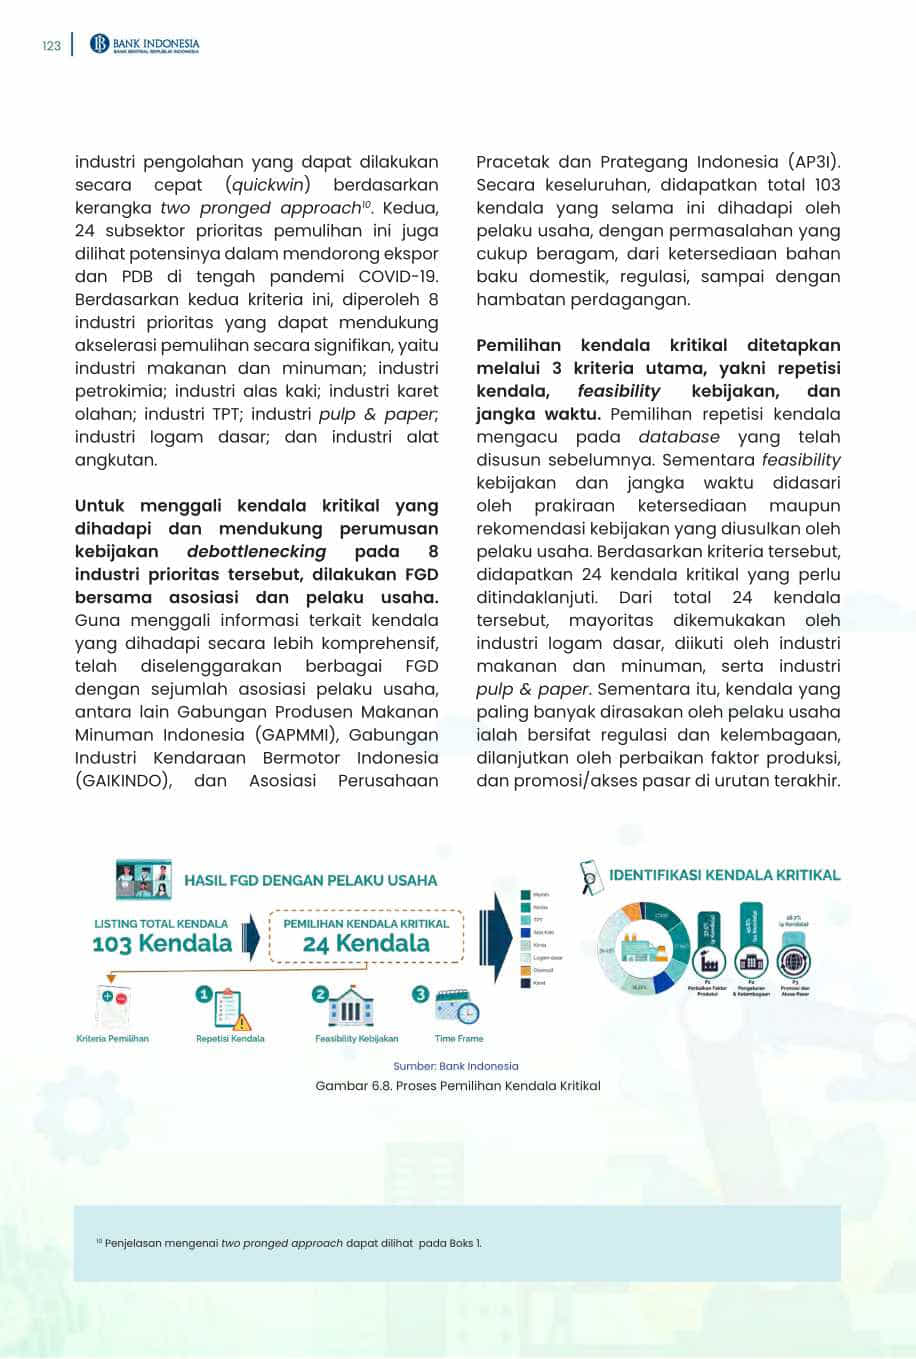 123
BANK INDONESIA
BANK SENTRAL REPUBLIK INDONESIA
industri pengolahan yang dapat dilakukan
secara cepat (quickwin) berdasarkan
kerangka two pronged approach¹⁰. Kedua,
24 subsektor prioritas pemulihan ini juga
dilihat potensinya dalam mendorong ekspor
dan PDB di tengah pandemi COVID-19.
Berdasarkan kedua kriteria ini, diperoleh 8
industri prioritas yang dapat mendukung
akselerasi pemulihan secara signifikan, yaitu
industri makanan dan minuman; industri
petrokimia; industri alas kaki; industri karet
olahan; industri TPT; industri pulp & paper;
industri logam dasar; dan industri alat
angkutan.
Untuk menggali kendala kritikal yang
dihadapi dan mendukung perumusan
kebijakan debottlenecking pada 8
industri prioritas tersebut, dilakukan FGD
bersama asosiasi dan pelaku usaha.
Guna menggali informasi terkait kendala
yang dihadapi secara lebih komprehensif,
telah diselenggarakan berbagai FGD
dengan sejumlah asosiasi pelaku usaha,
antara lain Gabungan Produsen Makanan
Minuman Indonesia (GAPMMI), Gabungan
Industri Kendaraan Bermotor Indonesia
(GAIKINDO), dan Asosiasi Perusahaan
Pracetak dan Prategang Indonesia (AP3I).
Secara keseluruhan, didapatkan total 103
kendala yang selama ini dihadapi oleh
pelaku usaha, dengan permasalahan yang
cukup beragam, dari ketersediaan bahan
baku domestik, regulasi, sampai dengan
hambatan perdagangan.
Pemilihan kendala kritikal ditetapkan
melalui 3 kriteria utama, yakni repetisi
kendala, feasibility kebijakan, dan
jangka waktu. Pemilihan repetisi kendala
mengacu pada database yang telah
disusun sebelumnya. Sementara feasibility
kebijakan dan jangka waktu didasari
oleh prakiraan ketersediaan maupun
rekomendasi kebijakan yang diusulkan oleh
pelaku usaha. Berdasarkan kriteria tersebut,
didapatkan 24 kendala kritikal yang perlu
ditindaklanjuti. Dari total 24 kendala
tersebut, mayoritas dikemukakan oleh
industri logam dasar, diikuti oleh industri
makanan dan minuman, serta industri
pulp & paper. Sementara itu, kendala yang
paling banyak dirasakan oleh pelaku usaha
ialah bersifat regulasi dan kelembagaan,
dilanjutkan oleh perbaikan faktor produksi,
dan promosi/akses pasar di urutan terakhir.
HASIL FGD DENGAN PELAKU USAHA
LISTING TOTAL KENDALA
103 Kendala
PEMILIHAN KENDALA KRITIKAL
24 Kendala
Kriteria Pemilihan
1
Repetisi Kendala
2
Feasibility Kebijakan
3
Time Frame
Mamin
Kertas
TPT
Alas Kaki
Kimia
Logam dasar
Otomotif
Karet
IDENTIFIKASI KENDALA KRITIKAL
P1
Perbaikan Faktor
Produksi
P2
Pengaturan
& Kelembagaan
P3
Promosi dan
Akses Pasar
Sumber: Bank Indonesia
Gambar 6.8. Proses Pemilihan Kendala Kritikal
¹⁰ Penjelasan mengenai two pronged approach dapat dilihat pada Boks 1.